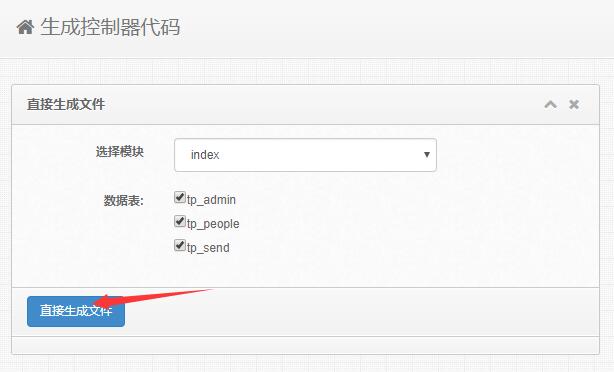 生成控制器代码
直接生成文件
选择模块 index
数据表: tp_admin
tp_people
tp_send
直接生成文件